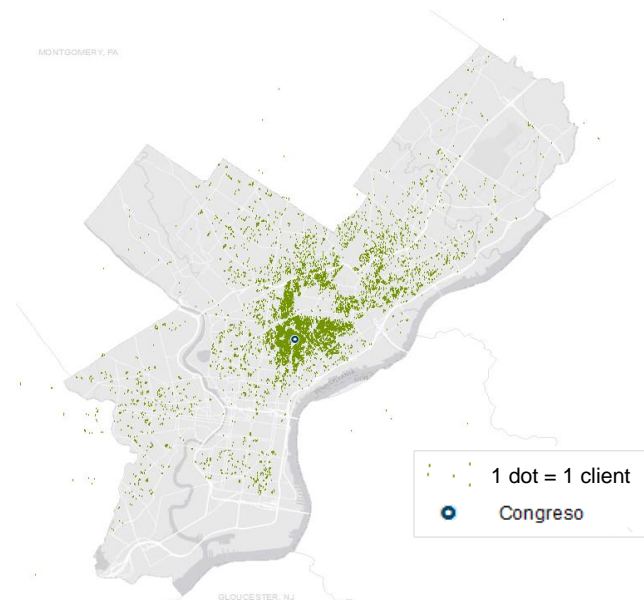 MONTGOMERY, PA
1 dot = 1 client
Congreso
GLOUCESTER, NJ